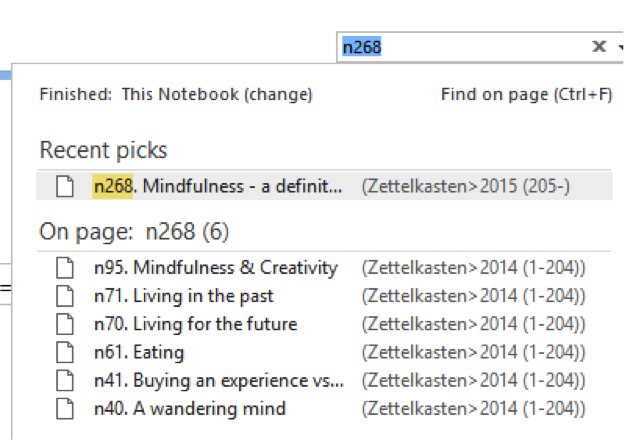 n268
Finished: This Notebook (change) Find on page (Ctrl+F)
Recent picks
n268. Mindfulness - a definit... (Zettelkasten>2015 (205-)
On page: n268 (6)
n95. Mindfulness & Creativity (Zettelkasten>2014 (1-204))
n71. Living in the past (Zettelkasten>2014 (1-204))
n70. Living for the future (Zettelkasten>2014 (1-204))
n61. Eating (Zettelkasten>2014 (1-204))
n41. Buying an experience vs... (Zettelkasten>2014 (1-204))
n40. A wandering mind (Zettelkasten>2014 (1-204))